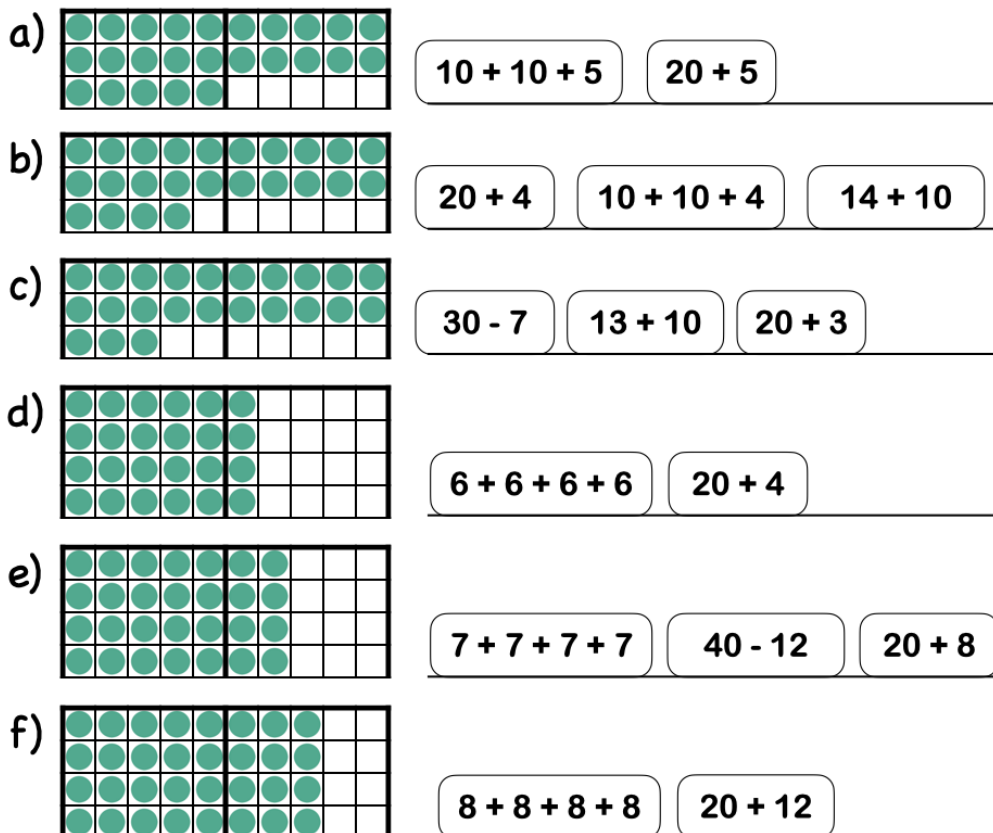 a)
10 + 10 + 5 20 + 5
b)
20 + 4 10 + 10 + 4 14 + 10
c)
30 - 7 13 + 10 20 + 3
d)
6 + 6 + 6 + 6 20 + 4
e)
7 + 7 + 7 + 7 40 - 12 20 + 8
f)
8 + 8 + 8 + 8 20 + 12